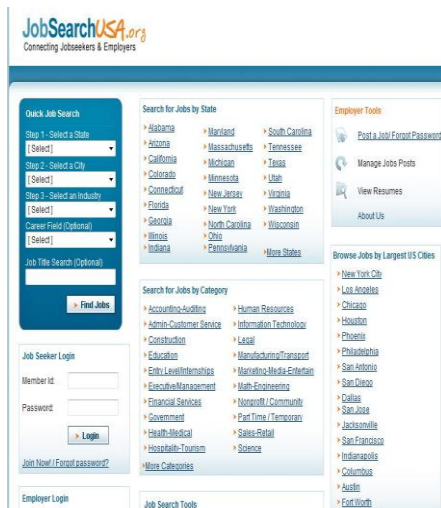 JobSearchUSA.org
Connecting Jobseekers & Employers
Quick Job Search
Step 1 - Select a State
[ Select ]
Step 2 - Select a City
[ Select ]
Step 3 - Select an Industry
[ Select ]
Career Field (Optional)
[ Select ]
Job Title Search (Optional)
Find Jobs
Job Seeker Login
Member Id:
Password:
Login
Join Now! / Forgot password?
Employer Login
Search for Jobs by State
Alabama
Arizona
California
Colorado
Connecticut
Florida
Georgia
Illinois
Indiana
Maryland
Massachusetts
Michigan
Minnesota
New Jersey
New York
North Carolina
Ohio
Pennsylvania
South Carolina
Tennessee
Texas
Utah
Virginia
Washington
Wisconsin
More States
Search for Jobs by Category
Accounting-Auditing
Admin-Customer Service
Construction
Education
Entry Level/Internships
Executive/Management
Financial Services
Government
Health-Medical
Hospitality-Tourism
More Categories
Human Resources
Information Technology
Legal
Manufacturing/Transport
Marketing-Media-Entertain
Math-Engineering
Nonprofit / Community
Part Time / Temporary
Sales-Retail
Science
Job Search Tools
Employer Tools
Post a Job/ Forgot Password
Manage Jobs Posts
View Resumes
About Us
Browse Jobs by Largest US Cities
New York City
Los Angeles
Chicago
Houston
Phoenix
Philadelphia
San Antonio
San Diego
Dallas
San Jose
Jacksonville
San Francisco
Indianapolis
Columbus
Austin
Fort Worth